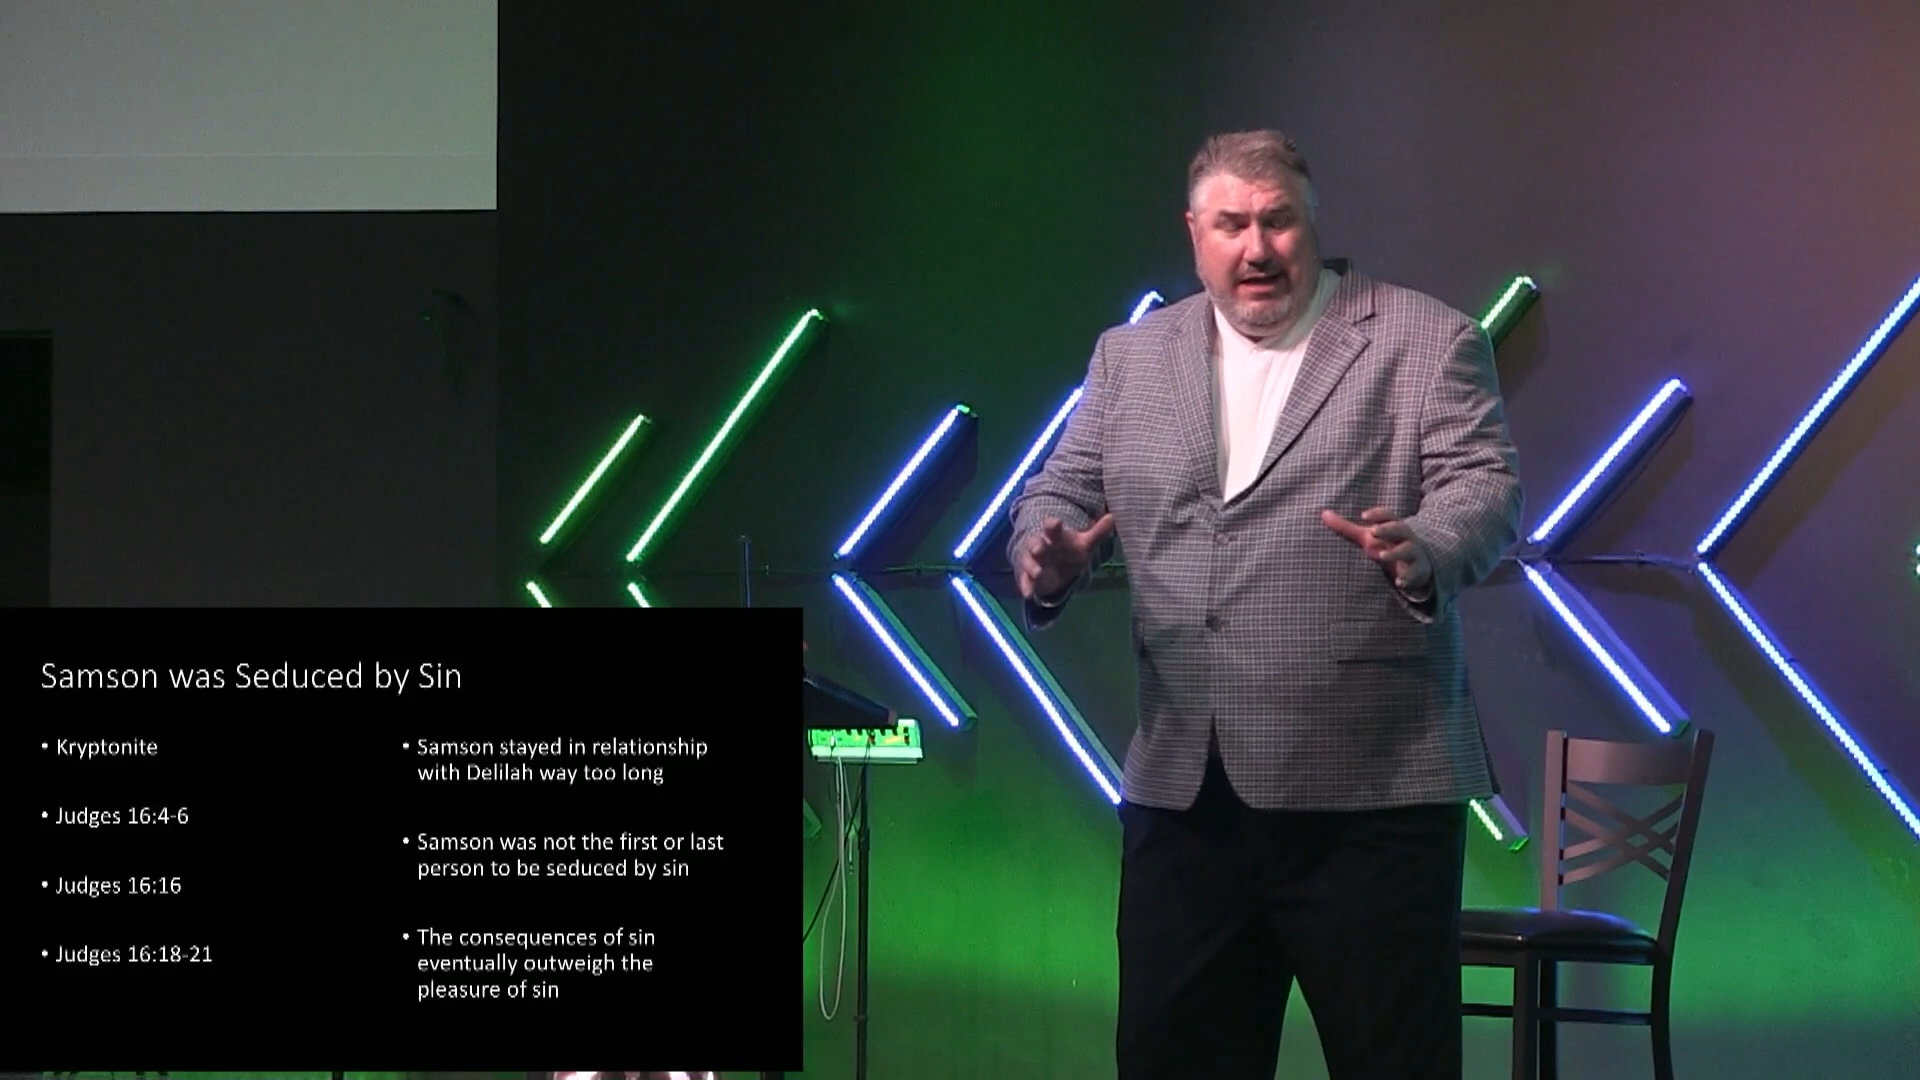 Samson was Seduced by Sin
• Kryptonite
• Judges 16:4-6
• Judges 16:16
• Judges 16:18-21
• Samson stayed in relationship
with Delilah way too long
• Samson was not the first or last
person to be seduced by sin
• The consequences of sin
eventually outweigh the
pleasure of sin